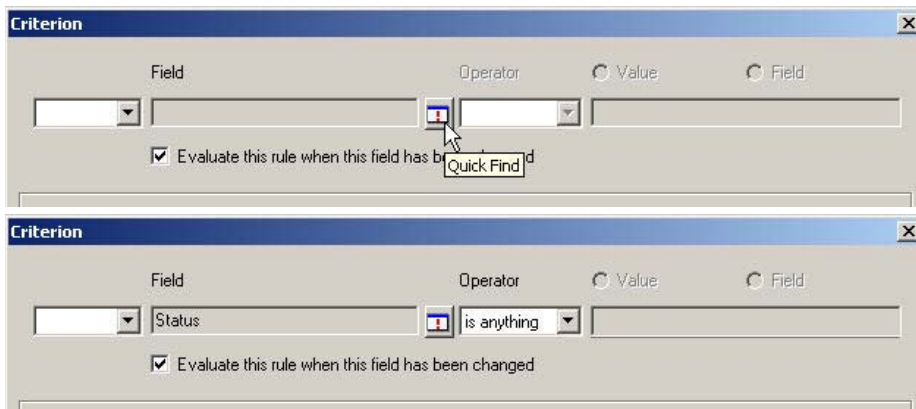 Criterion
Field Operator Value Field
Evaluate this rule when this field has b d
Quick Find
Criterion
Field Operator Value Field
Status is anything
Evaluate this rule when this field has been changed